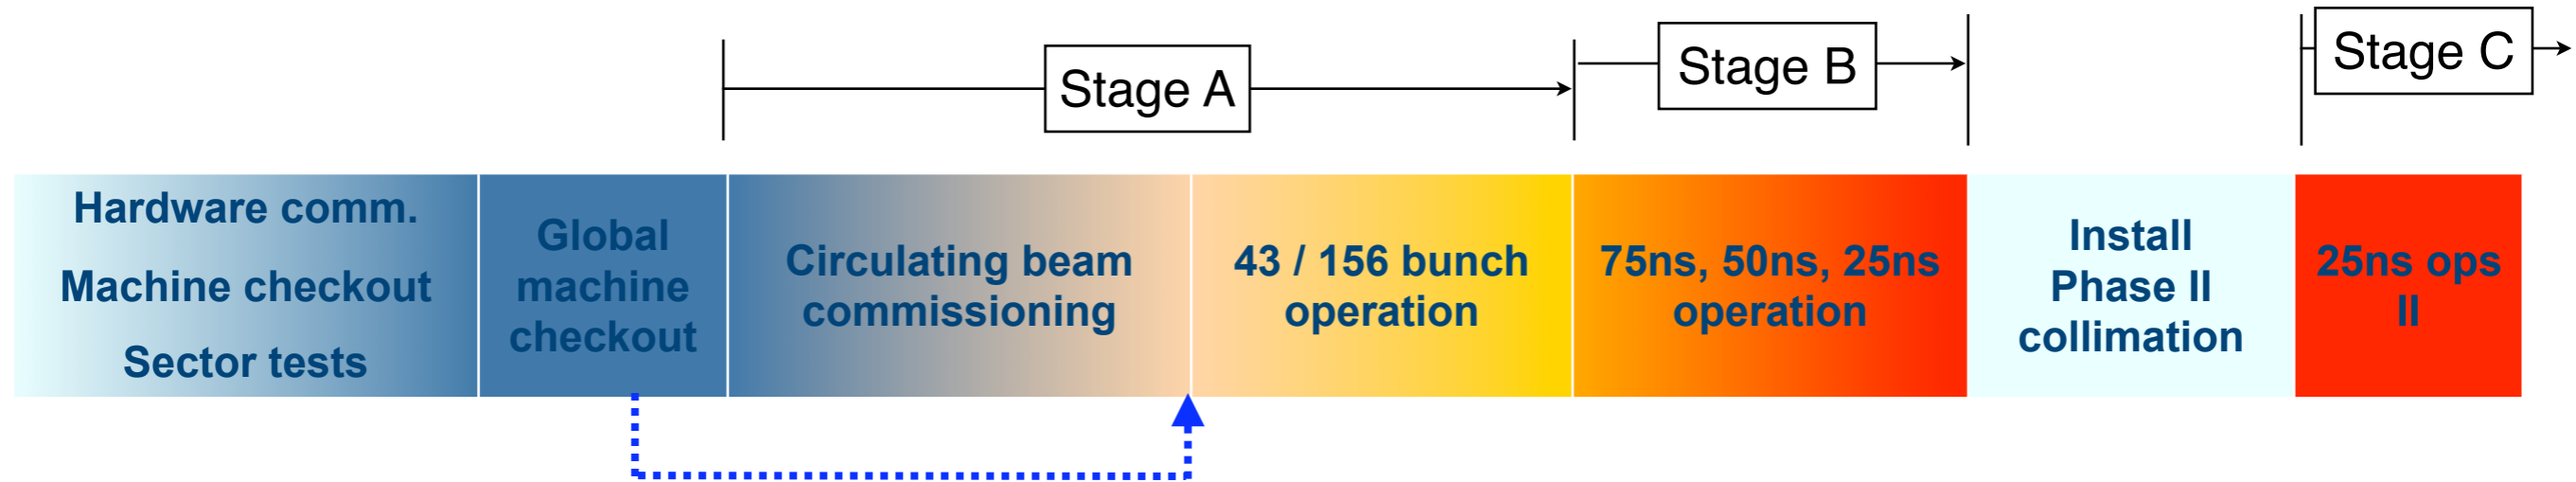 Stage A
Stage B
Stage C
Hardware comm.
Machine checkout
Sector tests
Global
machine
checkout
Circulating beam
commissioning
43 / 156 bunch
operation
75ns, 50ns, 25ns
operation
Install
Phase II
collimation
25ns ops
II